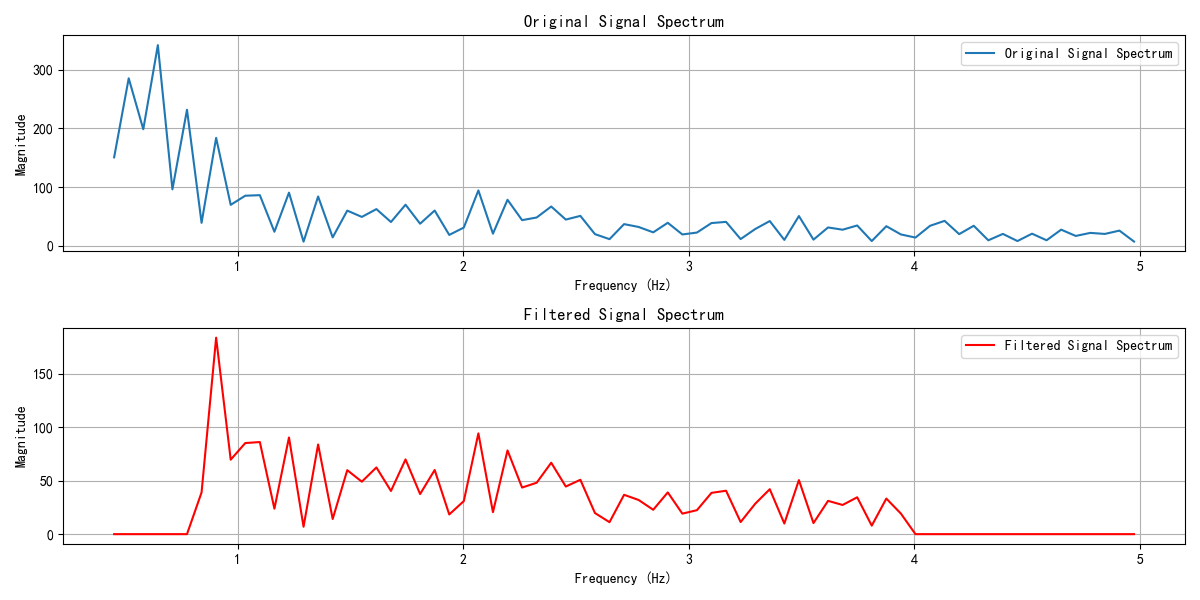 Original Signal Spectrum
Original Signal Spectrum
Magnitude
300
200
100
0
1 2 3 4 5
Frequency (Hz)
Filtered Signal Spectrum
Filtered Signal Spectrum
Magnitude
150
100
50
0
1 2 3 4 5
Frequency (Hz)